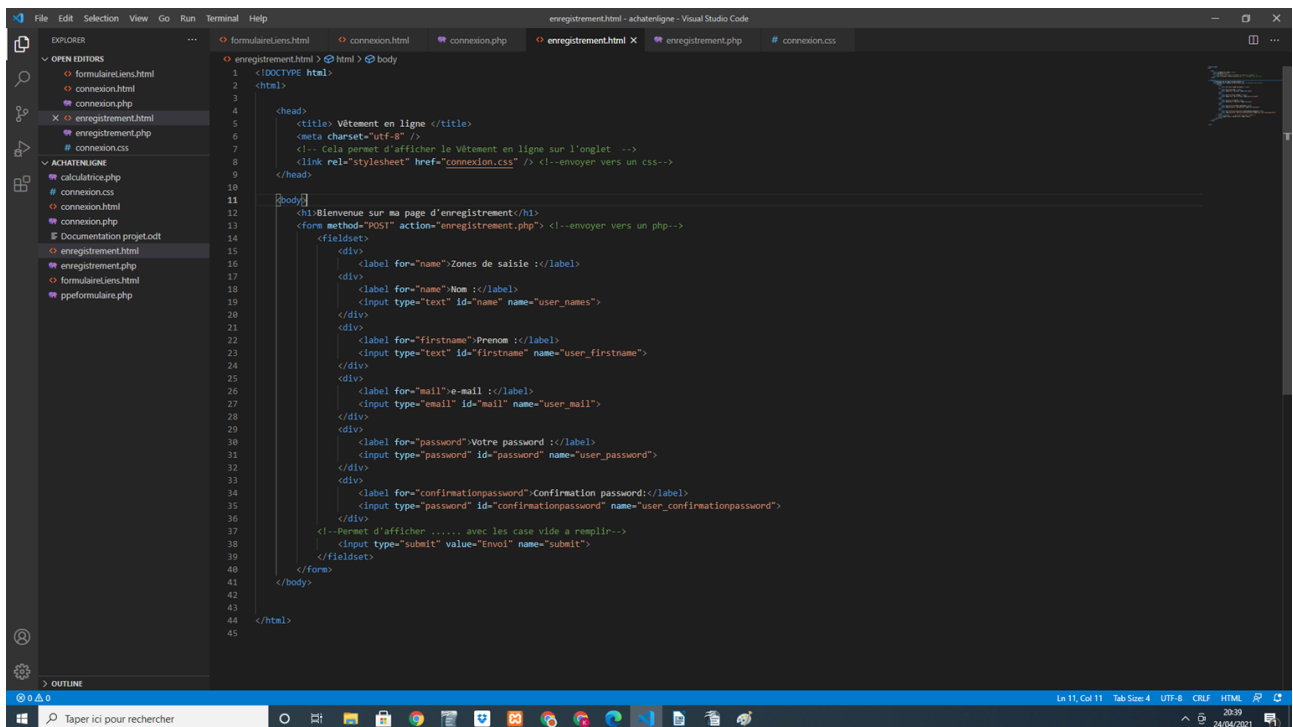 File Edit Selection View Go Run Terminal Help
enregistrement.html - achatenligne - Visual Studio Code
EXPLORER
OPEN EDITORS
formulaireLiens.html
connexion.html
connexion.php
enregistrement.html
enregistrement.php
connexion.css
ACHATENLIGNE
calculatrice.php
connexion.css
connexion.html
connexion.php
Documentation projet.odt
enregistrement.html
enregistrement.php
formulaireLiens.html
ppeformulaire.php
OUTLINE
formulaireLiens.html connexion.html connexion.php enregistrement.html enregistrement.php connexion.css
enregistrement.html > html > body
1 <!DOCTYPE html>
2 <html>
3
4 <head>
5 <title> Vêtement en ligne </title>
6 <meta charset="utf-8" />
7 <!-- Cela permet d'afficher le Vêtement en ligne sur l'onglet -->
8 <link rel="stylesheet" href="connexion.css" /> <!--envoyer vers un css-->
9 </head>
10
11 <body>
12 <h1>Bienvenue sur ma page d'enregistrement</h1>
13 <form method="POST" action="enregistrement.php"> <!--envoyer vers un php-->
14 <fieldset>
15 <div>
16 <label for="name">Zones de saisie :</label>
17 <div>
18 <label for="name">Nom :</label>
19 <input type="text" id="name" name="user_names">
20 </div>
21 <div>
22 <label for="firstname">Prenom :</label>
23 <input type="text" id="firstname" name="user_firstname">
24 </div>
25 <div>
26 <label for="mail">e-mail :</label>
27 <input type="email" id="mail" name="user_mail">
28 </div>
29 <div>
30 <label for="password">Votre password :</label>
31 <input type="password" id="password" name="user_password">
32 </div>
33 <div>
34 <label for="confirmationpassword">Confirmation password:</label>
35 <input type="password" id="confirmationpassword" name="user_confirmationpassword">
36 </div>
37 <!--Permet d'afficher ...... avec les case vide a remplir-->
38 <input type="submit" value="Envoi" name="submit">
39 </fieldset>
40 </form>
41 </body>
42
43
44 </html>
45
0 0
Ln 11, Col 11 Tab Size: 4 UTF-8 CRLF HTML
Taper ici pour rechercher
20:39
24/04/2021